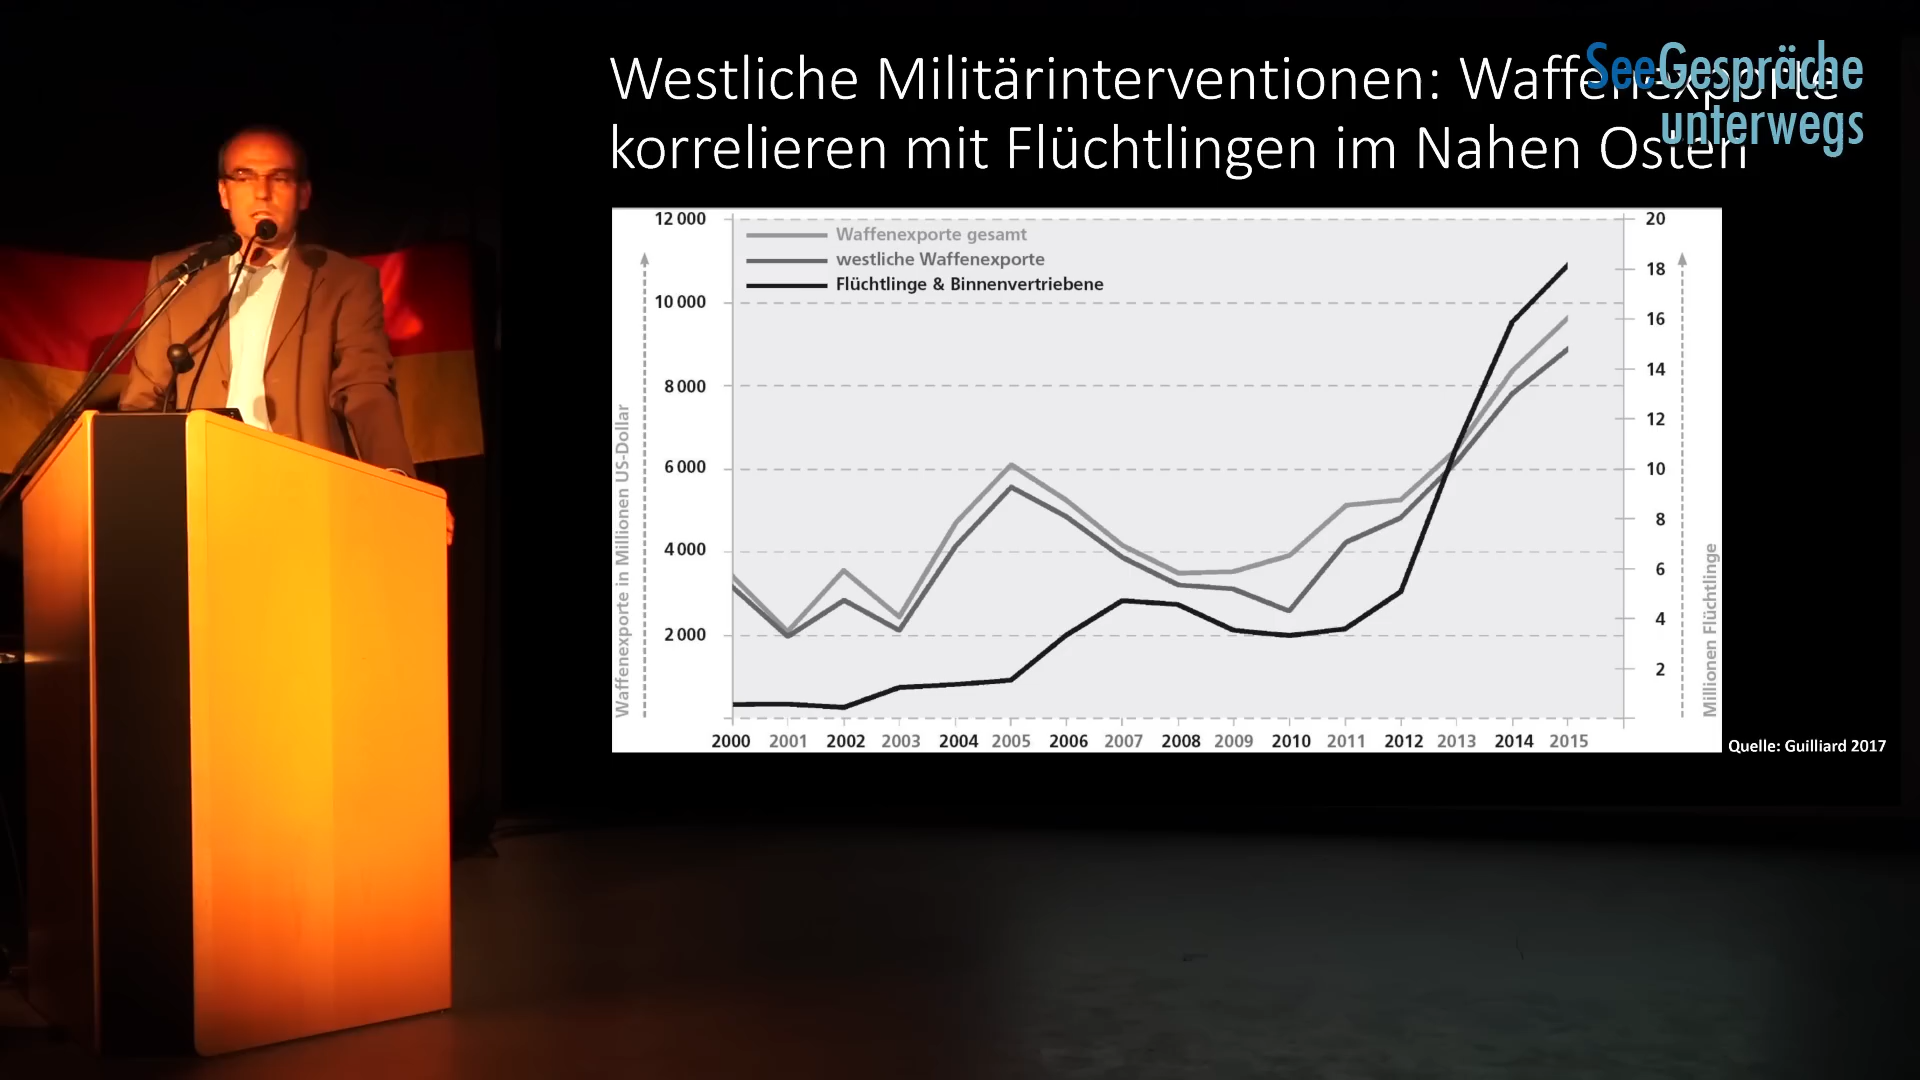 Westliche Militärinterventionen: Waffenexporte
korrelieren mit Flüchtlingen im Nahen Osten
SeeGespräche
unterwegs
Waffenexporte gesamt
westliche Waffenexporte
Flüchtlinge & Binnenvertriebene
12 000
10 000
8 000
6 000
4 000
2 000
Waffenexporte in Millionen US-Dollar
20
18
16
14
12
10
8
6
4
2
Millionen Flüchtlinge
2000 2001 2002 2003 2004 2005 2006 2007 2008 2009 2010 2011 2012 2013 2014 2015
Quelle: Guilliard 2017